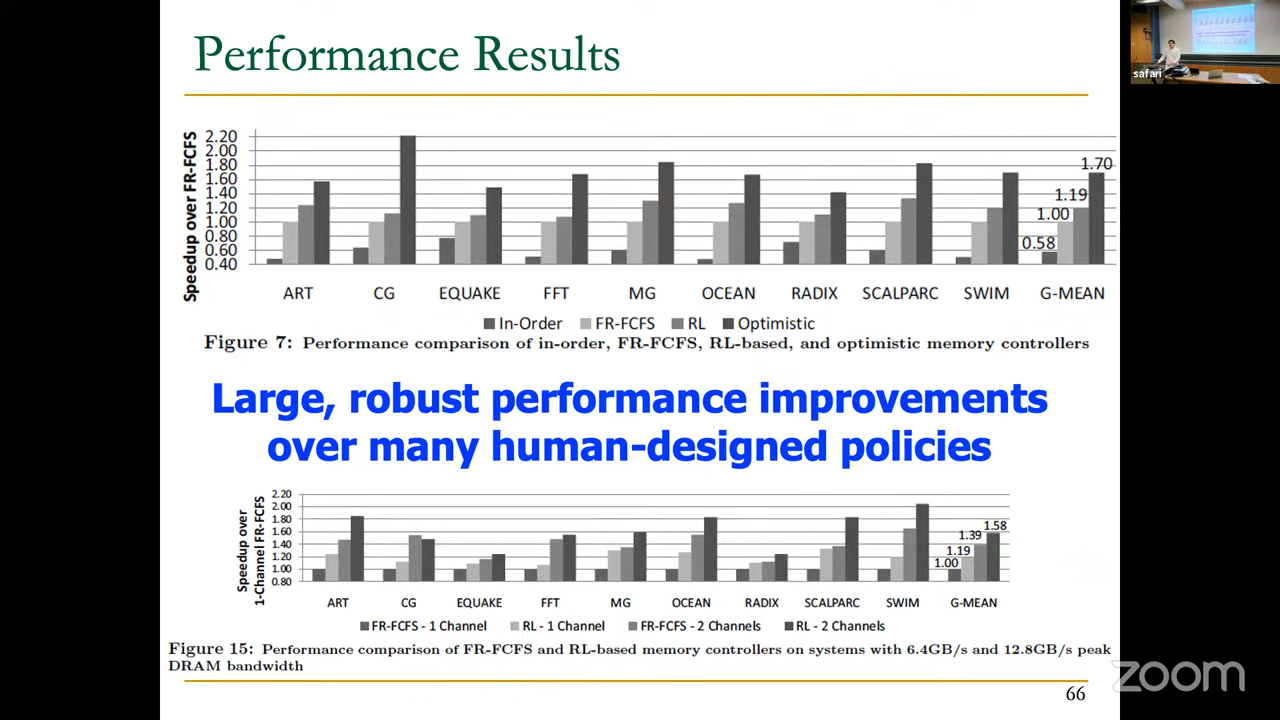 Performance Results
safari
Speedup over FR-FCFS
2.20
2.00
1.80
1.60
1.40
1.20
1.00
0.80
0.60
0.40
0.58
1.00
1.19
1.70
ART CG EQUAKE FFT MG OCEAN RADIX SCALPARC SWIM G-MEAN
In-Order FR-FCFS RL Optimistic
Figure 7: Performance comparison of in-order, FR-FCFS, RL-based, and optimistic memory controllers
Large, robust performance improvements
over many human-designed policies
Speedup over
1-Channel FR-FCFS
2.20
2.00
1.80
1.60
1.40
1.20
1.00
0.80
1.00
1.19
1.39
1.58
ART CG EQUAKE FFT MG OCEAN RADIX SCALPARC SWIM G-MEAN
FR-FCFS - 1 Channel RL - 1 Channel FR-FCFS - 2 Channels RL - 2 Channels
Figure 15: Performance comparison of FR-FCFS and RL-based memory controllers on systems with 6.4GB/s and 12.8GB/s peak
DRAM bandwidth
66
zoom